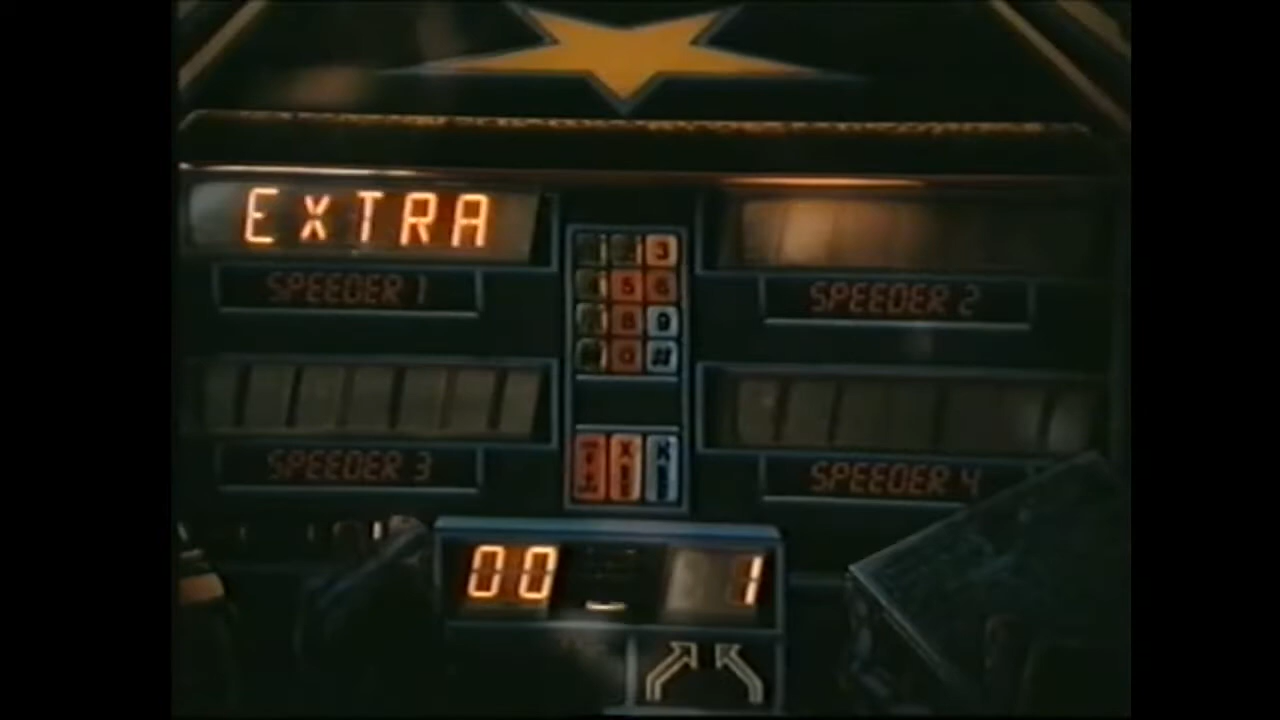 ExTRA
SPEEDER 1
SPEEDER 2
3
5 6
8 9
0 #
SPEEDER 3
SPEEDER 4
00
1